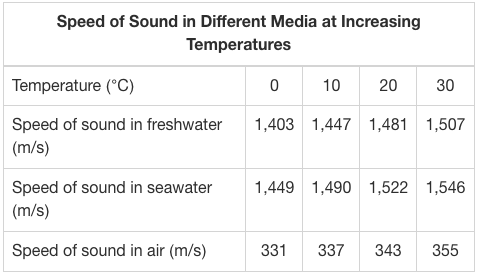 Speed of Sound in Different Media at Increasing
Temperatures
Temperature (°C) 0 10 20 30
Speed of sound in freshwater 1,403 1,447 1,481 1,507
(m/s)
Speed of sound in seawater 1,449 1,490 1,522 1,546
(m/s)
Speed of sound in air (m/s) 331 337 343 355